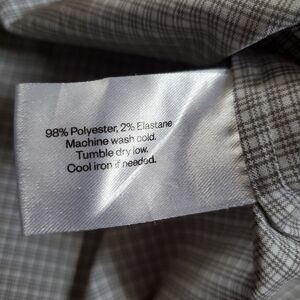 98% Polyester, 2% Elastane
Machine wash cold.
Tumble dry low.
Cool iron if needed.